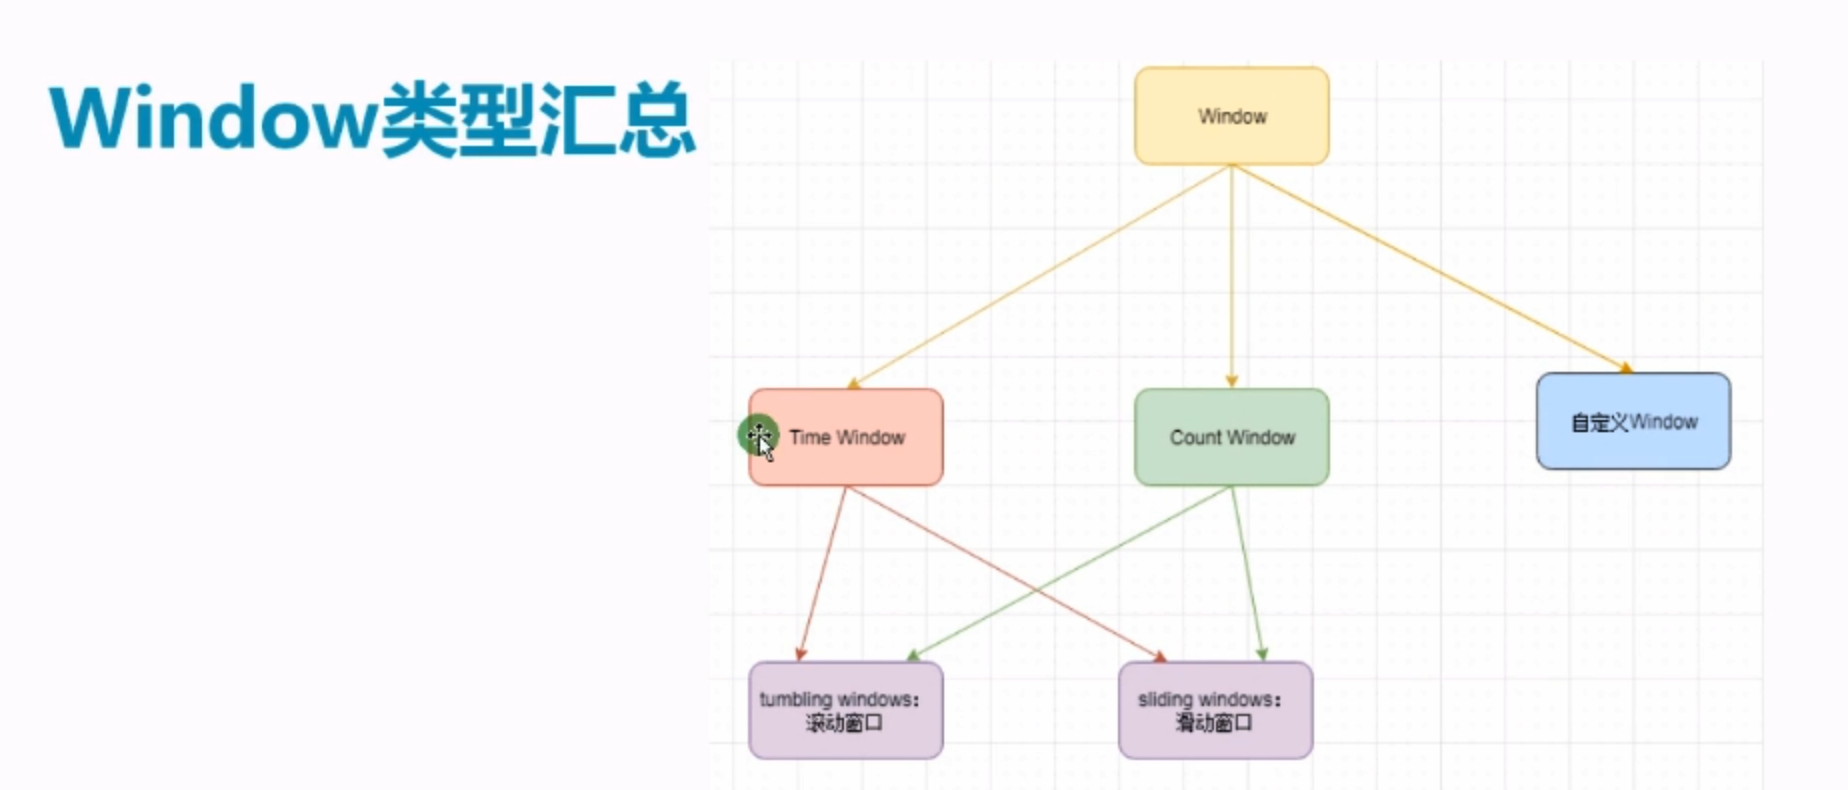 Window类型汇总
Window
Time Window
Count Window
自定义Window
tumbling windows：
滚动窗口
sliding windows：
滑动窗口